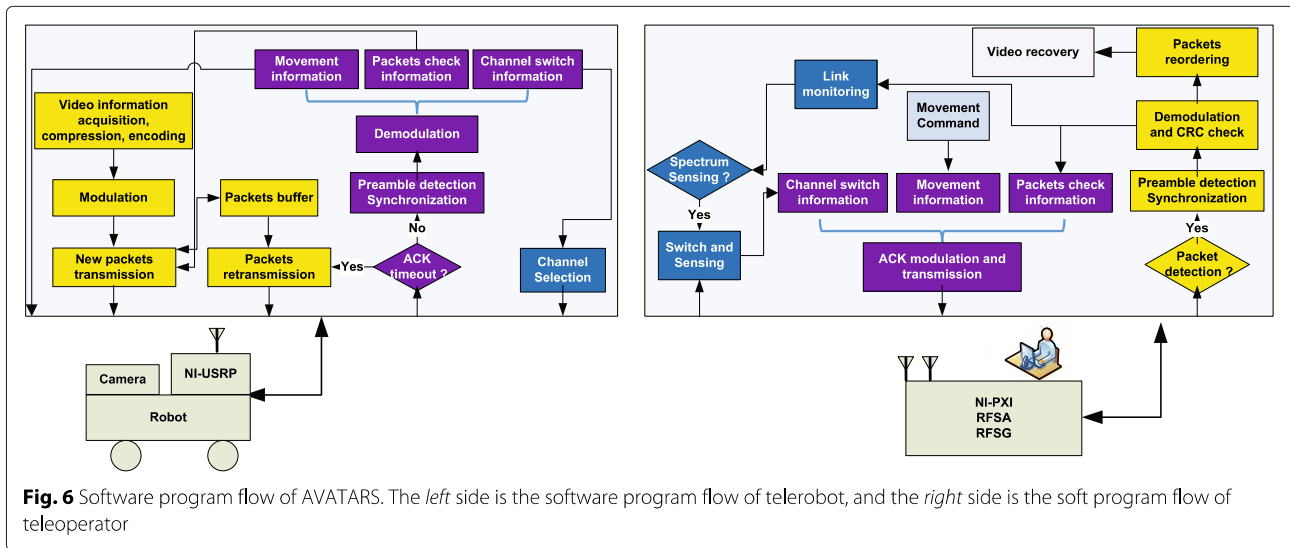 Movement
information
Packets check
information
Channel switch
information
Video information
acquisition,
compression, encoding
Demodulation
Modulation
Packets buffer
Preamble detection
Synchronization
No
New packets
transmission
Packets
retransmission
Yes
ACK
timeout ?
Channel
Selection
Camera
NI-USRP
Robot
Video recovery
Packets
reordering
Link
monitoring
Movement
Command
Demodulation
and CRC check
Spectrum
Sensing ?
Channel switch
information
Movement
information
Packets check
information
Preamble detection
Synchronization
Yes
Yes
Switch and
Sensing
ACK modulation and
transmission
Packet
detection ?
NI-PXI
RFSA
RFSG
Fig. 6 Software program flow of AVATARS. The left side is the software program flow of telerobot, and the right side is the soft program flow of
teleoperator